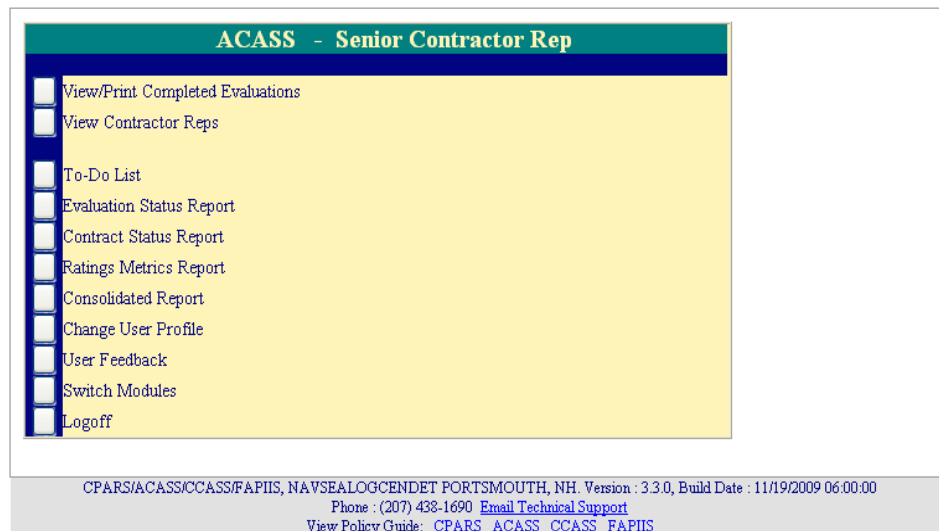 ACASS - Senior Contractor Rep
View/Print Completed Evaluations
View Contractor Reps
To-Do List
Evaluation Status Report
Contract Status Report
Ratings Metrics Report
Consolidated Report
Change User Profile
User Feedback
Switch Modules
Logoff
CPARS/ACASS/CCASS/FAPIIS, NAVSEALOGCENDET PORTSMOUTH, NH. Version : 3.3.0, Build Date : 11/19/2009 06:00:00
Phone : (207) 438-1690 Email Technical Support
View Policy Guide: CPARS ACASS CCASS FAPIIS